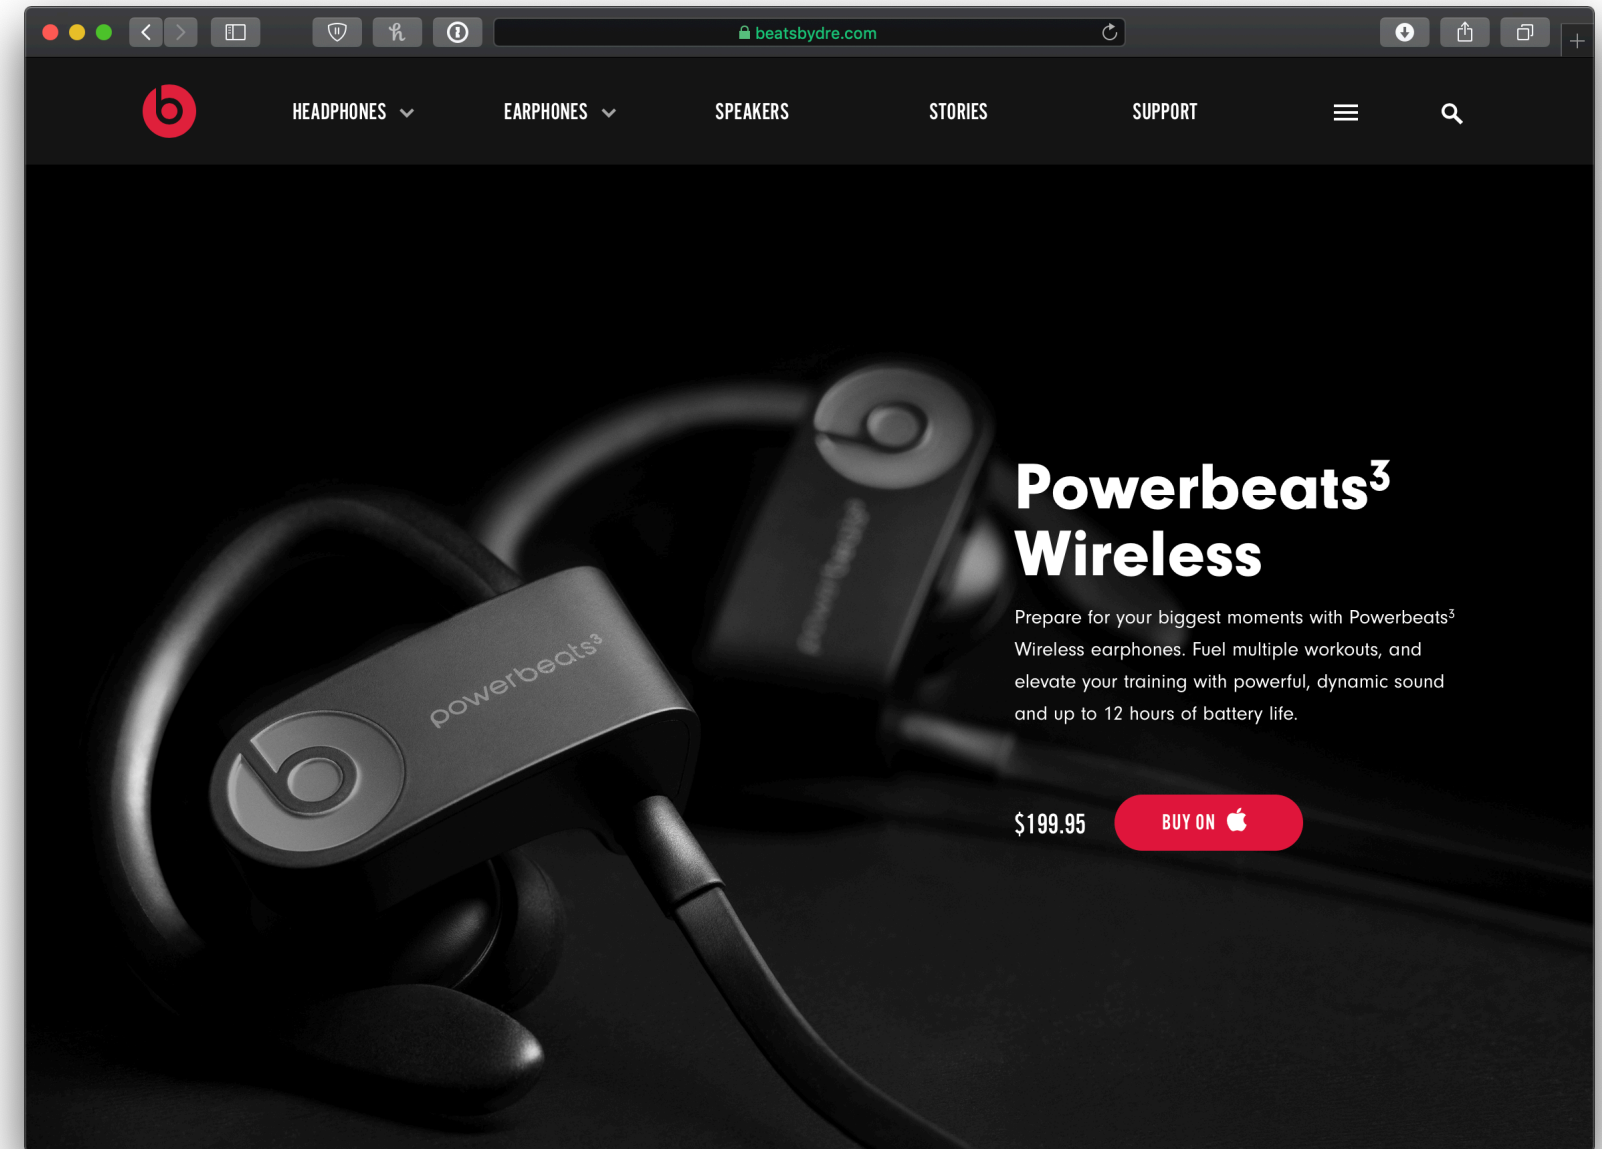 beatsbydre.com
HEADPHONES
EARPHONES
SPEAKERS
STORIES
SUPPORT
Powerbeats³
Wireless
Prepare for your biggest moments with Powerbeats³
Wireless earphones. Fuel multiple workouts, and
elevate your training with powerful, dynamic sound
and up to 12 hours of battery life.
$199.95
BUY ON
powerbeats³
powerbeats³